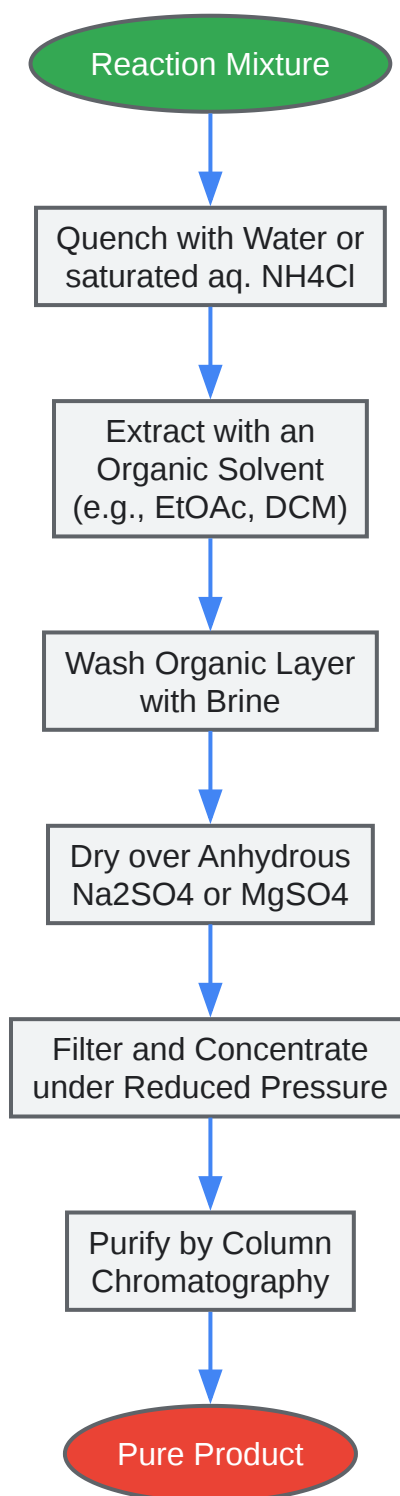 Reaction Mixture
Quench with Water or
saturated aq. NH4Cl
Extract with an
Organic Solvent
(e.g., EtOAc, DCM)
Wash Organic Layer
with Brine
Dry over Anhydrous
Na2SO4 or MgSO4
Filter and Concentrate
under Reduced Pressure
Purify by Column
Chromatography
Pure Product